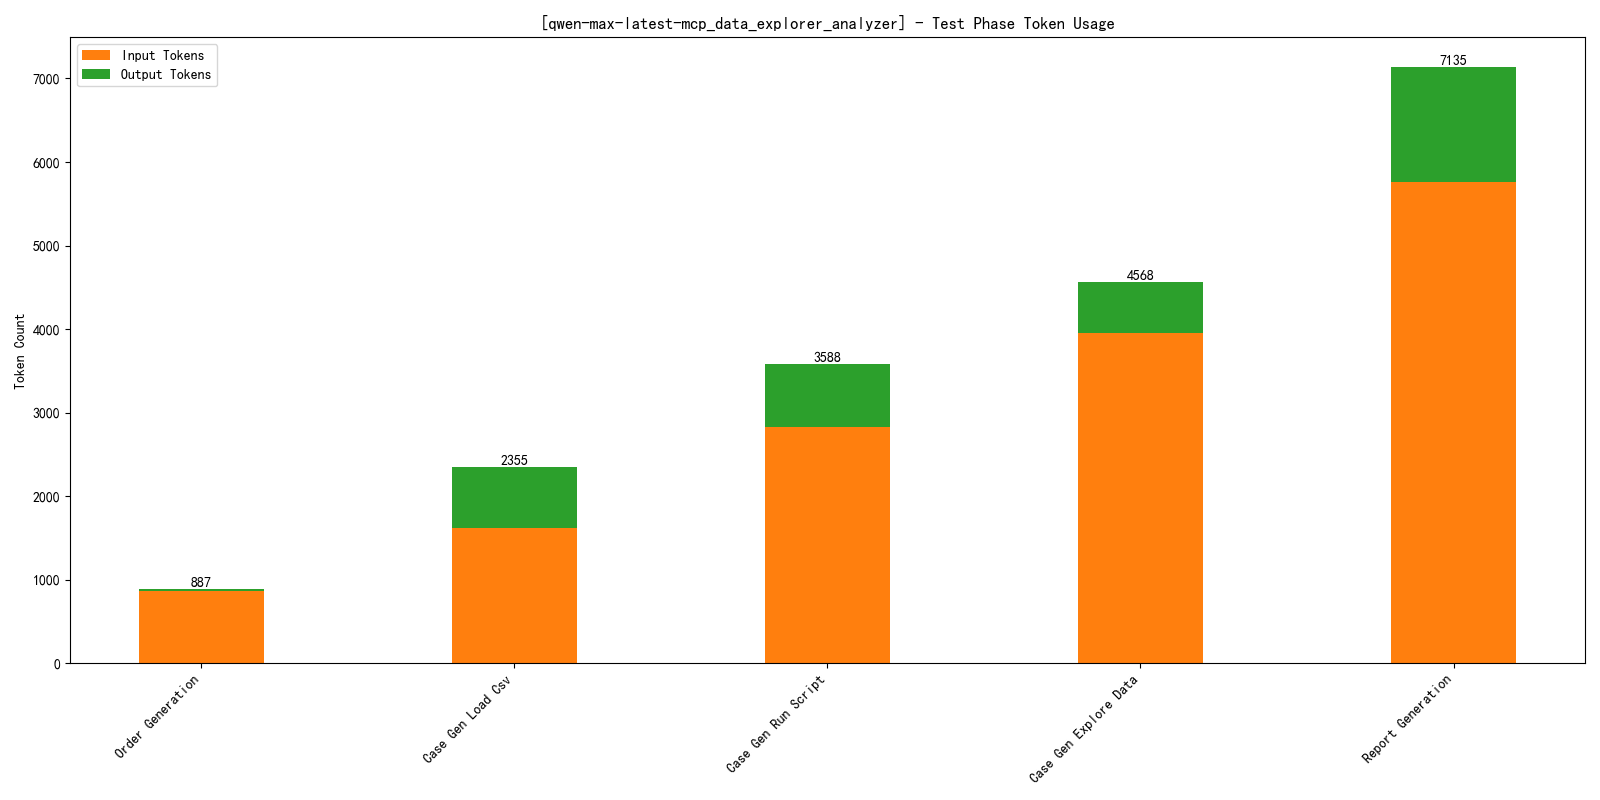 [qwen-max-latest-mcp_data_explorer_analyzer] - Test Phase Token Usage
Input Tokens
Output Tokens
Token Count
7000
6000
5000
4000
3000
2000
1000
0
887
2355
3588
4568
7135
Order Generation
Case Gen Load Csv
Case Gen Run Script
Case Gen Explore Data
Report Generation